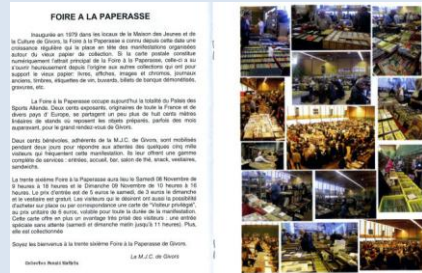 FOIRE A LA PAPERASSE
Inaugurée en 1979 dans les locaux de la Maison des Jeunes et de
la Culture de Givors, la Foire à la Paperasse a connu depuis cette date une
croissance régulière qui la place en tête des manifestations organisées
autour du vieux papier de collection. Si la carte postale constitue
numériquement l'attrait principal de la Foire à la Paperasse, celle-ci a su
s'ouvrir depuis l'origine aux autres collections qui ont pour
support le vieux papier: livres, affiches, images et chromos, journaux
anciens, timbres, étiquettes de vin, buvards, billets de banque démonétisés,
gravures, etc.
La Foire à la Paperasse occupe aujourd'hui la totalité du Palais des
Sports Allende. Deux cents exposants, originaires de toute la France et de
divers pays d'Europe, se partagent un peu plus de huit cents mètres
linéaires de stands où reposent les objets préparés, parfois des mois
auparavant, pour le grand rendez-vous de Givors.
Deux cents bénévoles, adhérents de la M.J.C. de Givors, sont mobilisés
pendant deux jours pour répondre aux attentes des quelques cinq mille
visiteurs qui fréquentent cette manifestation. Ils leur offrent une gamme
complète de services : entrées, accueil, bar, salon de thé, snack, vestiaires,
sandwichs.
La trente sixième Foire à la Paperasse aura lieu le Samedi 08 Novembre de
9 heures à 18 heures et le Dimanche 09 Novembre de 10 heures à 18
heures. Le prix d'entrée est de 5 euros le samedi, de 3 euros le dimanche
et le vestiaire est gratuit. Les visiteurs qui le désirent ont aussi la possibilité
d'acheter sur place ou par correspondance une carte de "Visiteur privilégié",
au prix unitaire de 6 euros, valable pour toute la durée de la manifestation.
Cette carte offre en plus un avantage très prisé des visiteurs : une entrée
spéciale sans attente (samedi et dimanche matin jusqu'à 11 heures). Plus,
elle est collectionnée
Soyez les bienvenus à la trente sixième Foire à la Paperasse de Givors.
La M.J.C. de Givors